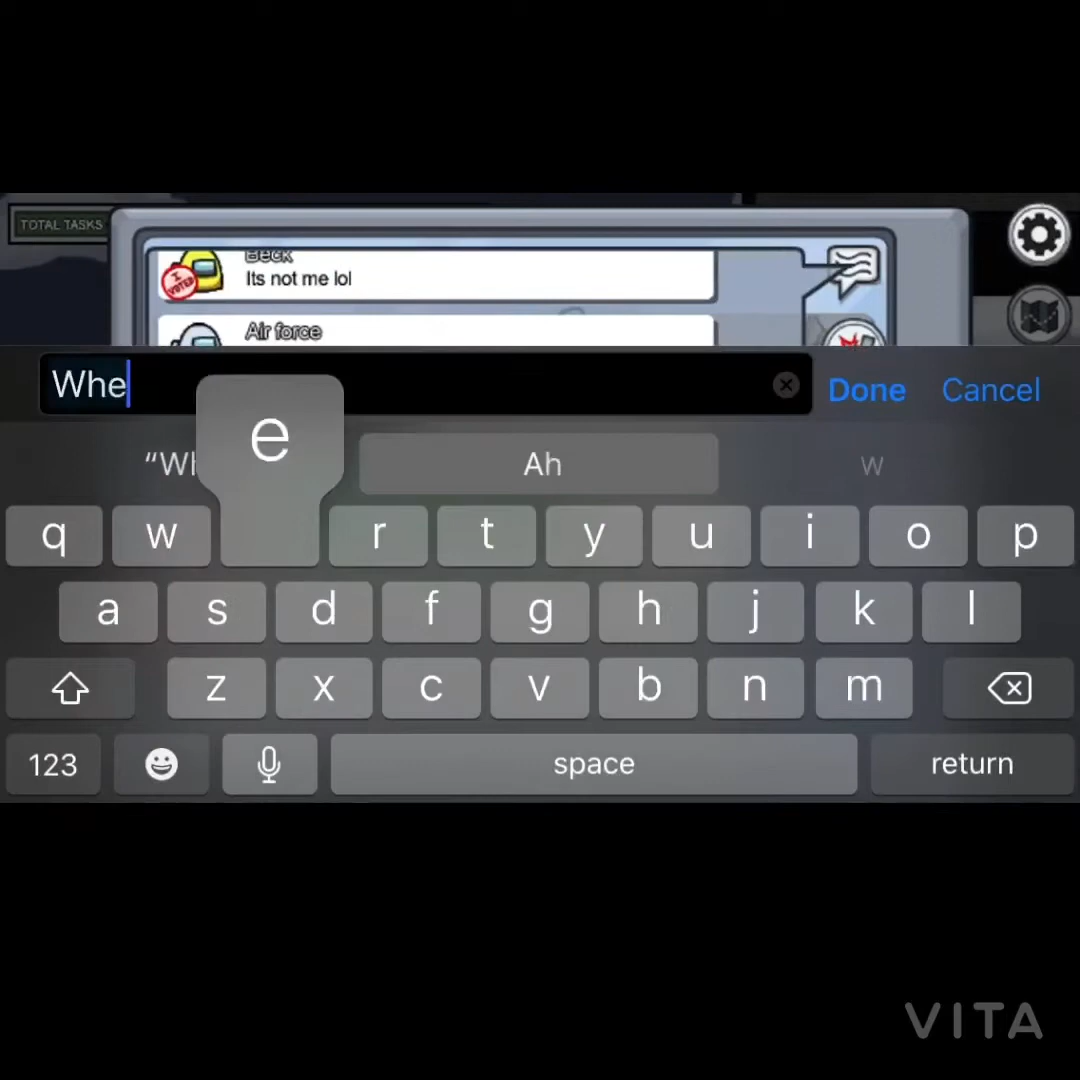 TOTAL TASKS
Beck
I VOTED
Its not me lol
Air force
Whe
Done
Cancel
e
Ah
w
q w r t y u i o p
a s d f g h j k l
z x c v b n m
123
space
return
VITA